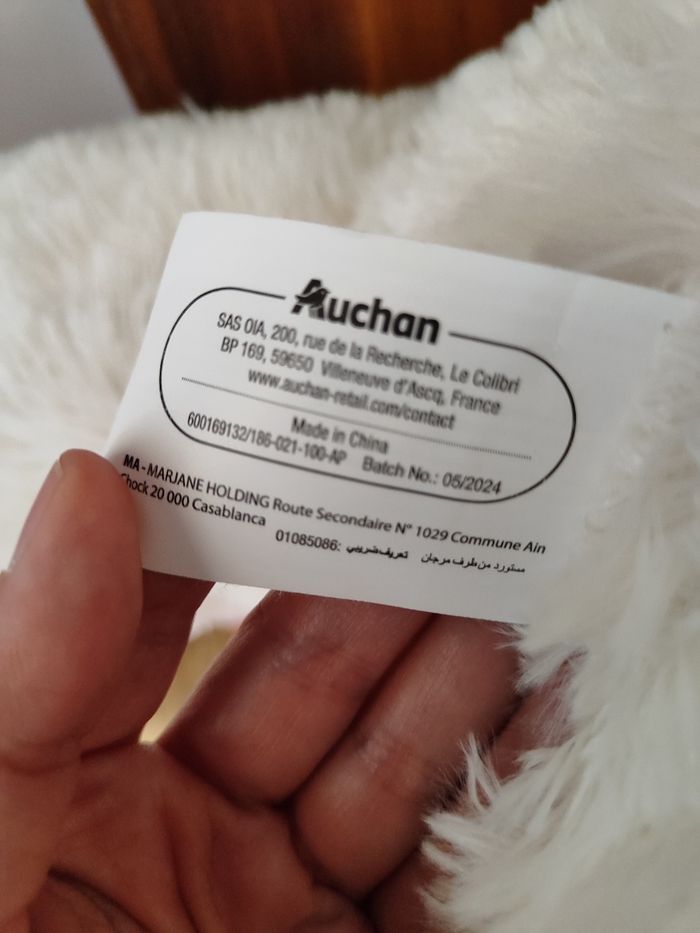 Auchan
SAS OIA, 200, rue de la Recherche, Le Colibri
BP 169, 59650 Villeneuve d'Ascq, France
www.auchan-retail.com/contact
Made in China
600169132/186-021-100-AP Batch No.: 05/2024
MA - MARJANE HOLDING Route Secondaire N° 1029 Commune Ain
Chock 20 000 Casablanca
مستورد من طرف مرجان تعريف ضريبي: 01085086